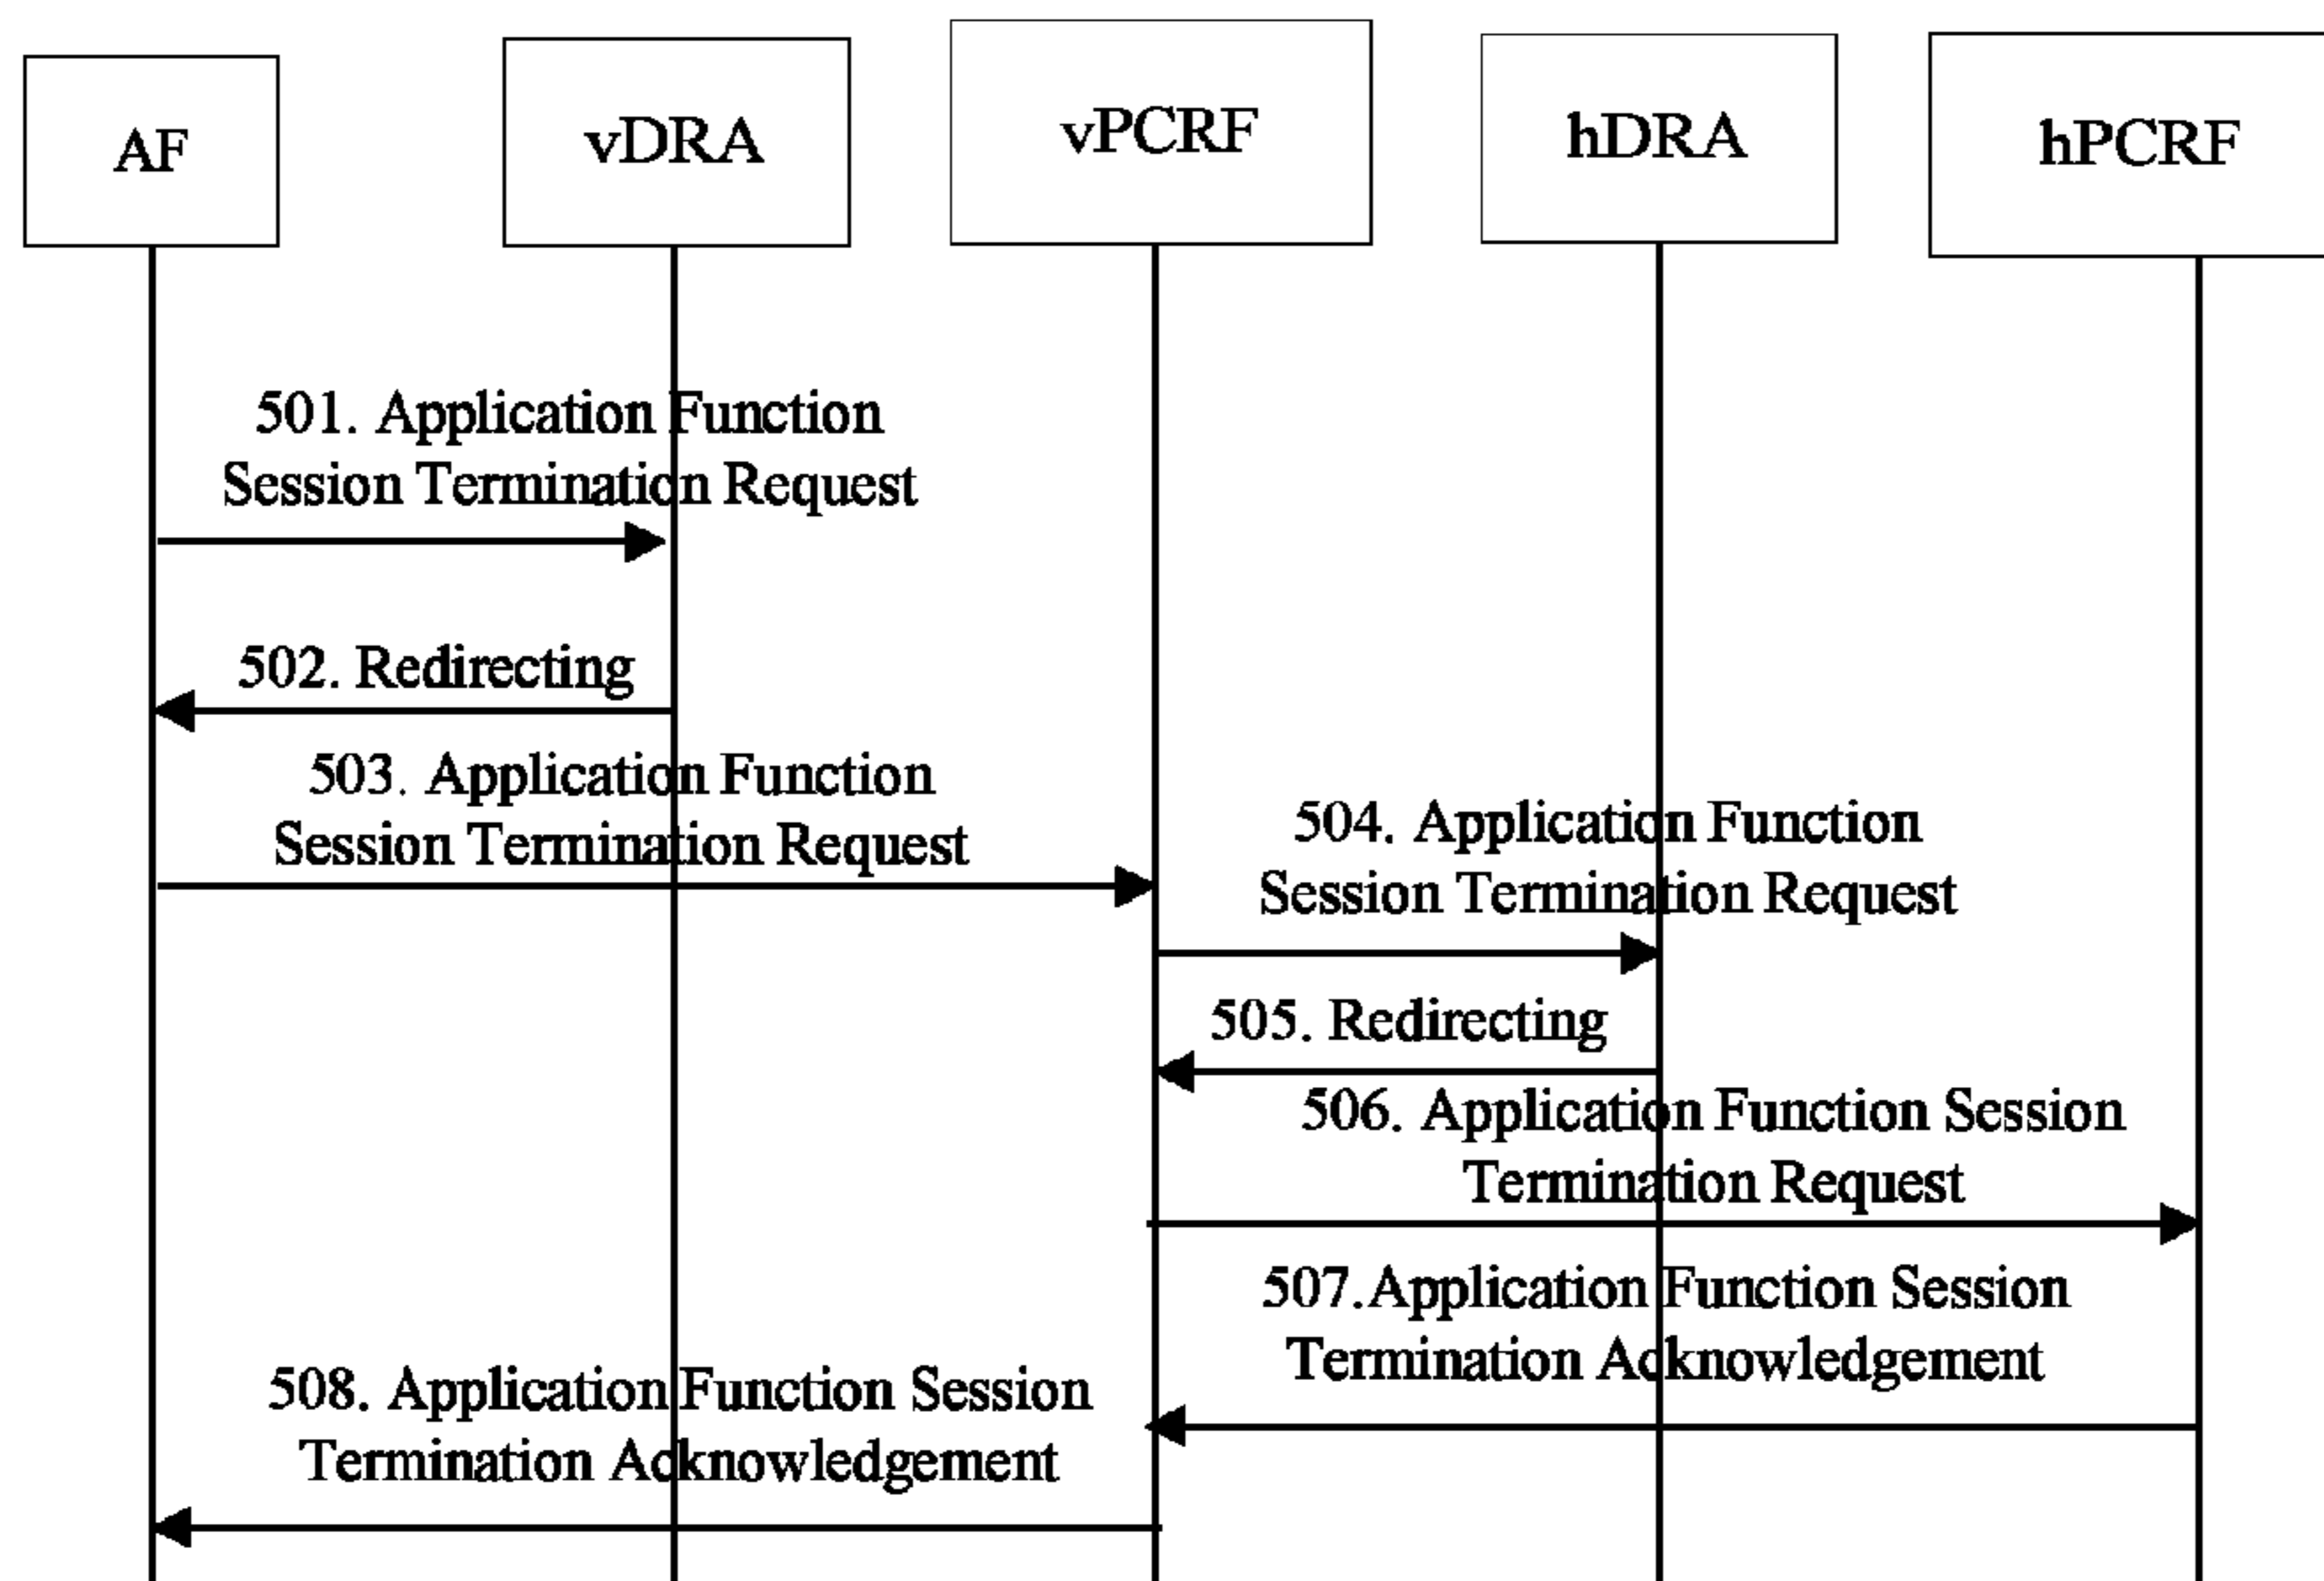 AF
vDRA
vPCRF
hDRA
hPCRF
501. Application Function
Session Termination Request
502. Redirecting
503. Application Function
Session Termination Request
504. Application Function
Session Termination Request
505. Redirecting
506. Application Function Session
Termination Request
507.Application Function Session
Termination Acknowledgement
508. Application Function Session
Termination Acknowledgement